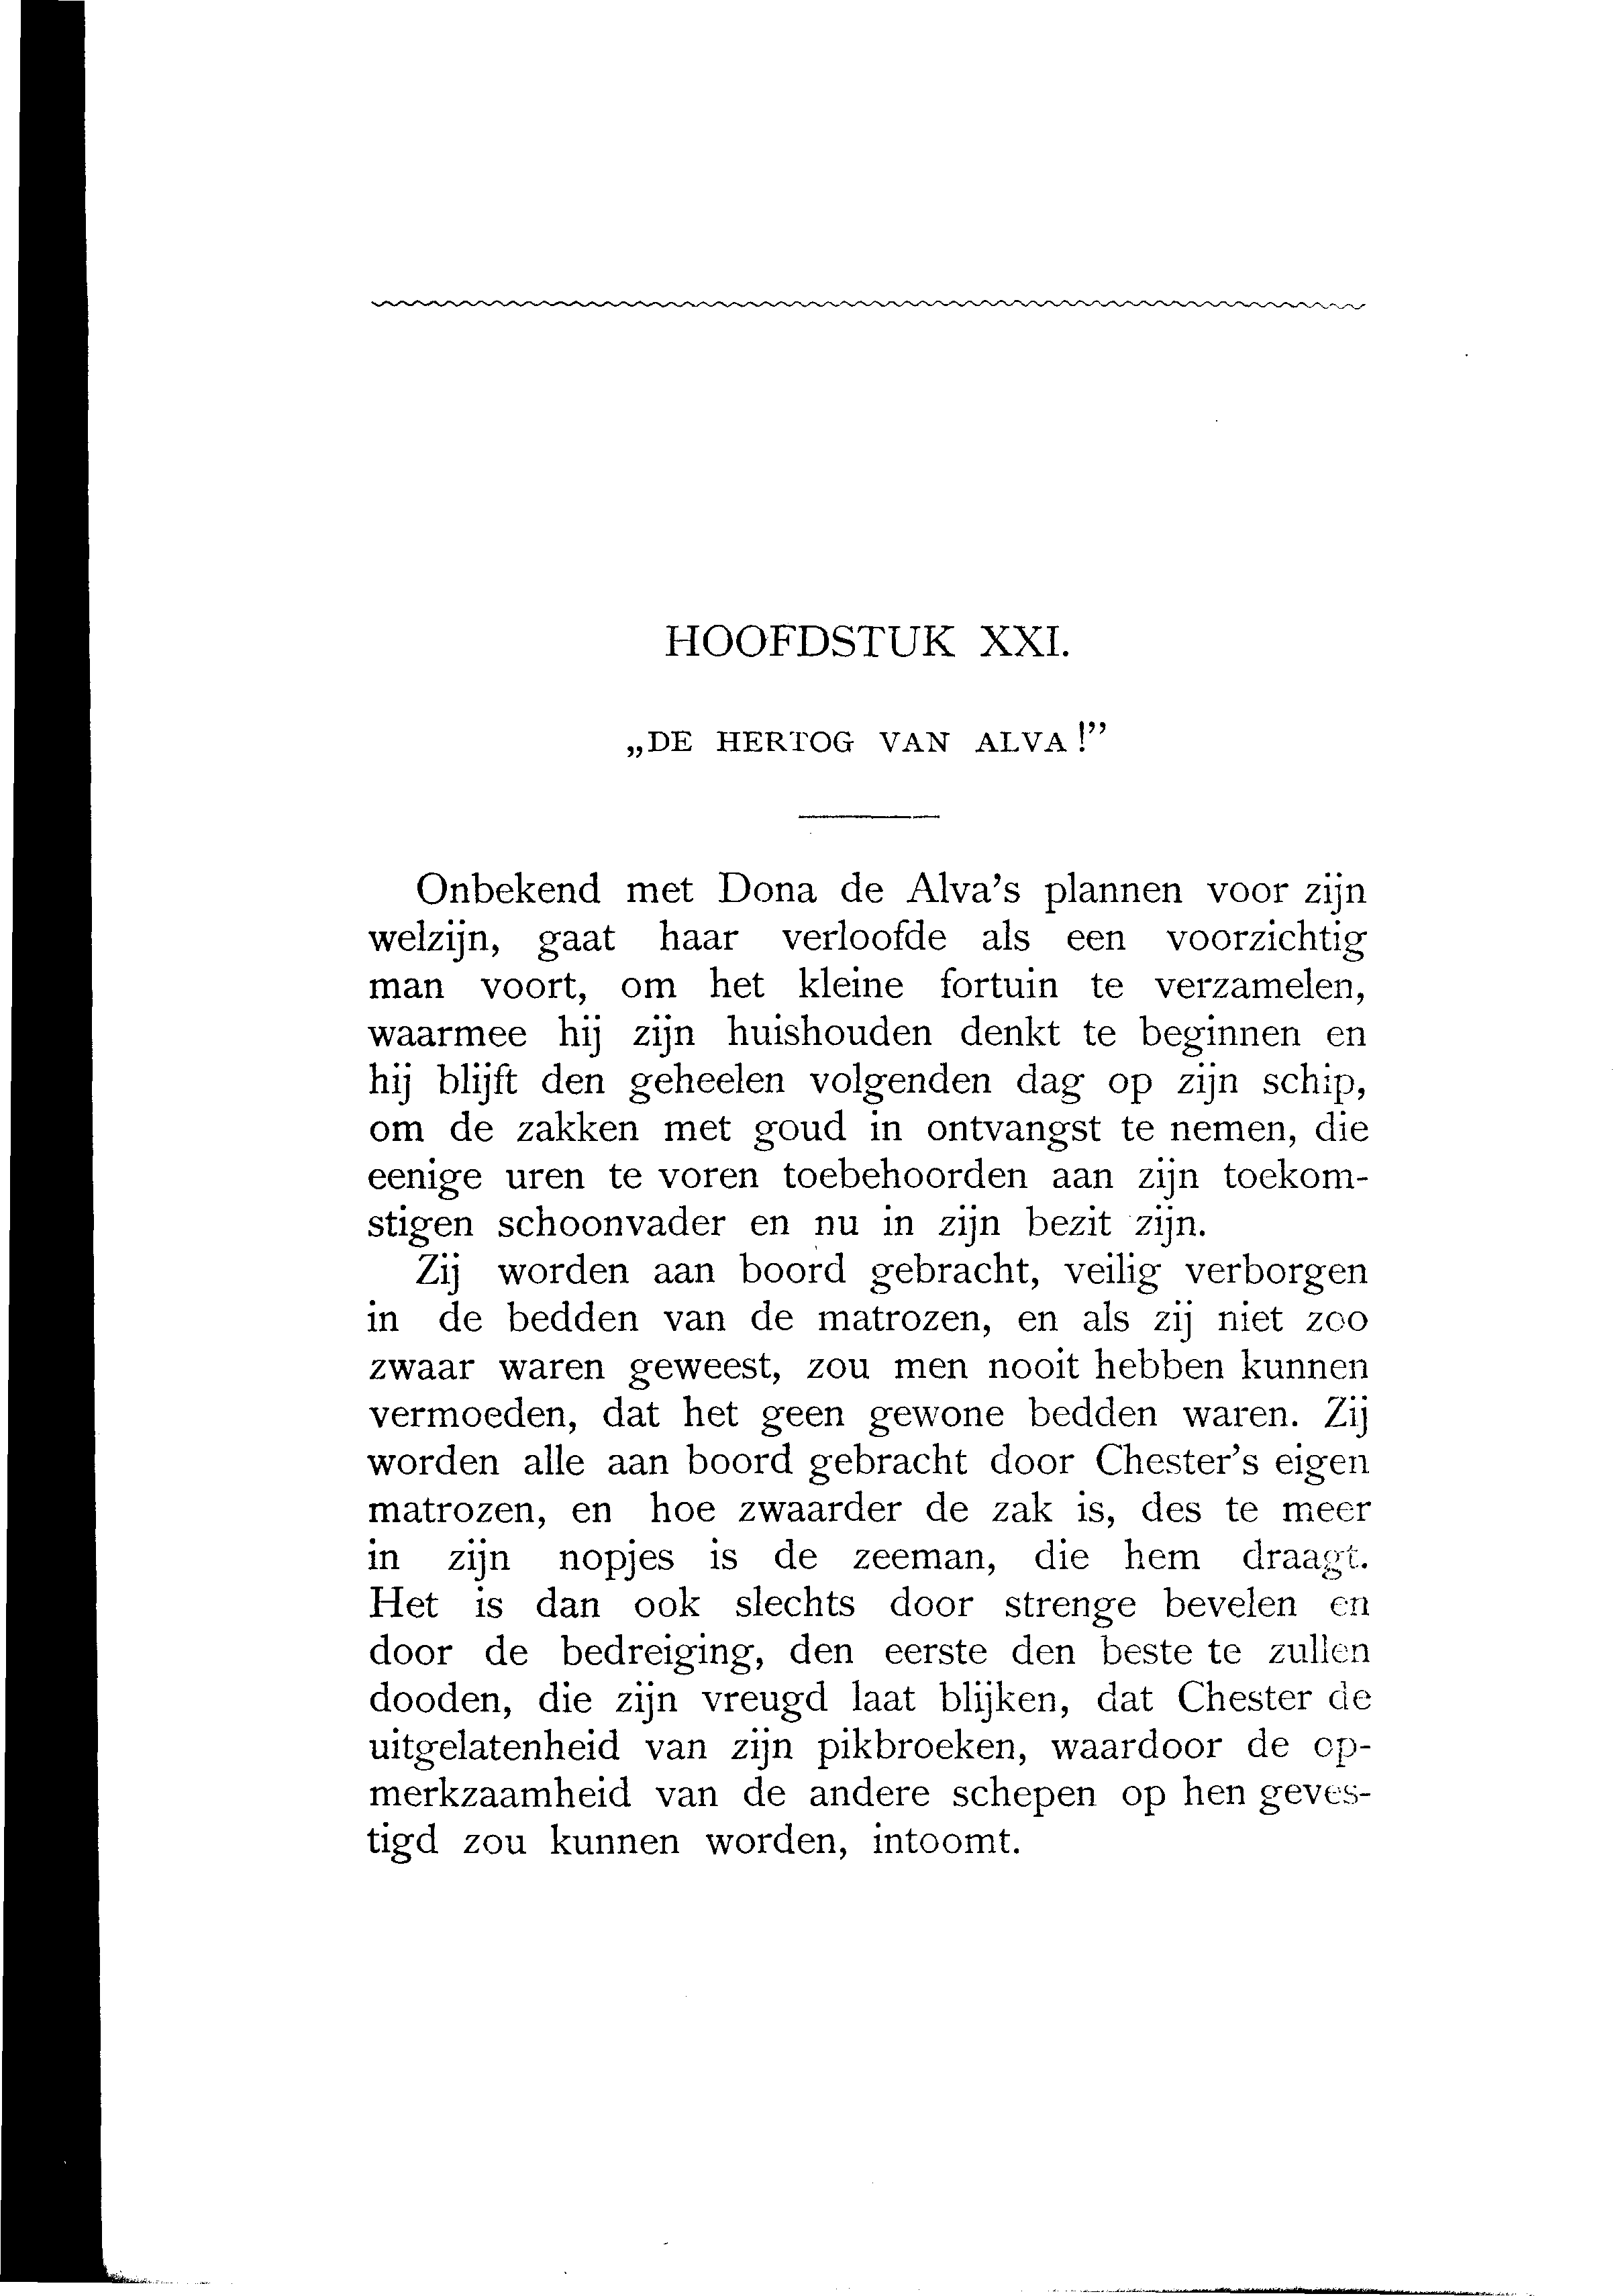 HOOFDSTUK XXI.
„DE HERTOG VAN ALVA!”
Onbekend met Dona de Alva's plannen voor zijn
welzijn, gaat haar verloofde als een voorzichtig
man voort, om het kleine fortuin te verzamelen,
waarmee hij zijn huishouden denkt te beginnen en
hij blijft den geheelen volgenden dag op zijn schip,
om de zakken met goud in ontvangst te nemen, die
eenige uren te voren toebehoorden aan zijn toekom-
stigen schoonvader en nu in zijn bezit zijn.
Zij worden aan boord gebracht, veilig verborgen
in de bedden van de matrozen, en als zij niet zoo
zwaar waren geweest, zou men nooit hebben kunnen
vermoeden, dat het geen gewone bedden waren. Zij
worden alle aan boord gebracht door Chester's eigen
matrozen, en hoe zwaarder de zak is, des te meer
in zijn nopjes is de zeeman, die hem draagt.
Het is dan ook slechts door strenge bevelen en
door de bedreiging, den eerste den beste te zullen
dooden, die zijn vreugd laat blijken, dat Chester de
uitgelatenheid van zijn pikbroeken, waardoor de op-
merkzaamheid van de andere schepen op hen geves-
tigd zou kunnen worden, intoomt.